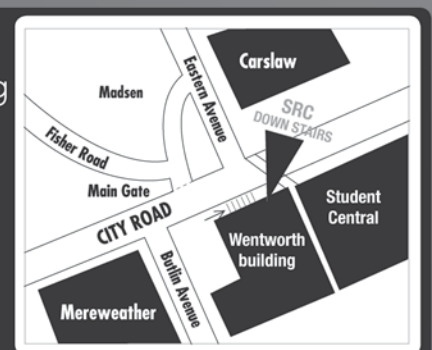 g
Carslaw
Madsen
Eastern Avenue
SRC
DOWN STAIRS
Fisher Road
Main Gate
CITY ROAD
Student
Central
Wentworth
building
Butlin Avenue
Mereweather